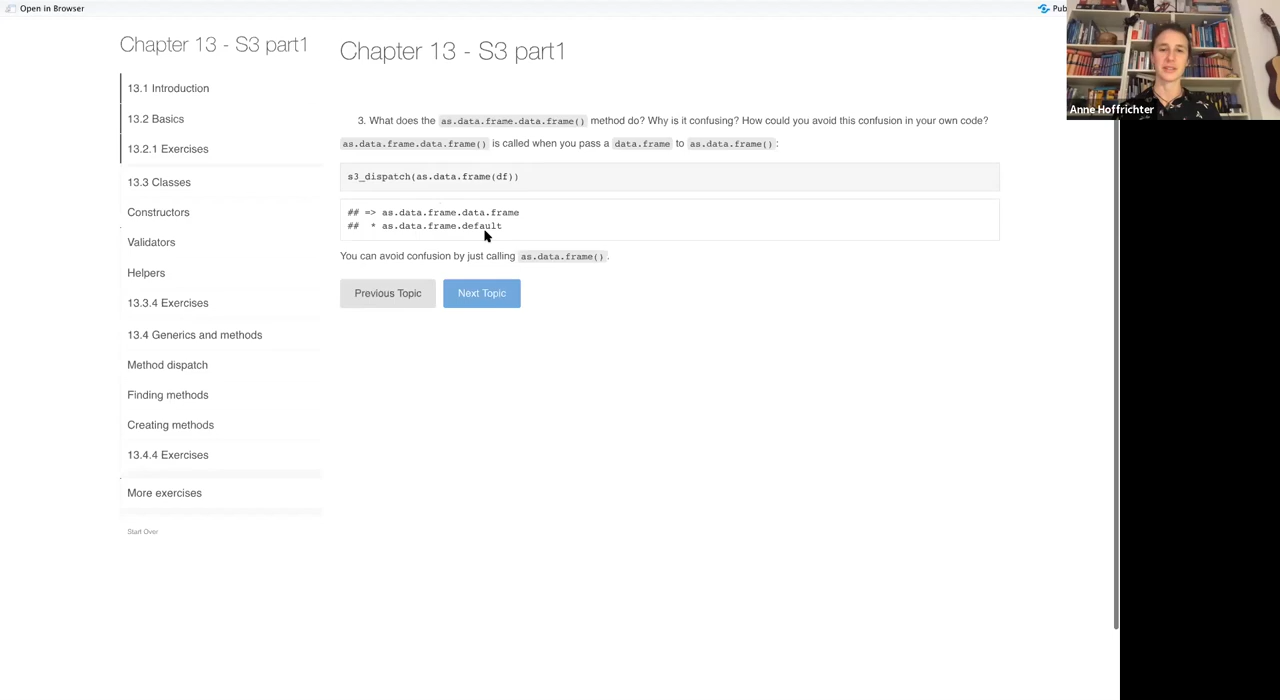 Open in Browser
Pub
Chapter 13 - S3 part1
13.1 Introduction
13.2 Basics
13.2.1 Exercises
13.3 Classes
Constructors
Validators
Helpers
13.3.4 Exercises
13.4 Generics and methods
Method dispatch
Finding methods
Creating methods
13.4.4 Exercises
More exercises
Start Over
Chapter 13 - S3 part1
3. What does the as.data.frame.data.frame() method do? Why is it confusing? How could you avoid this confusion in your own code?
as.data.frame.data.frame() is called when you pass a data.frame to as.data.frame():
s3_dispatch(as.data.frame(df))
## => as.data.frame.data.frame
##  * as.data.frame.default
You can avoid confusion by just calling as.data.frame().
Previous Topic
Next Topic
Anne Hoffrichter